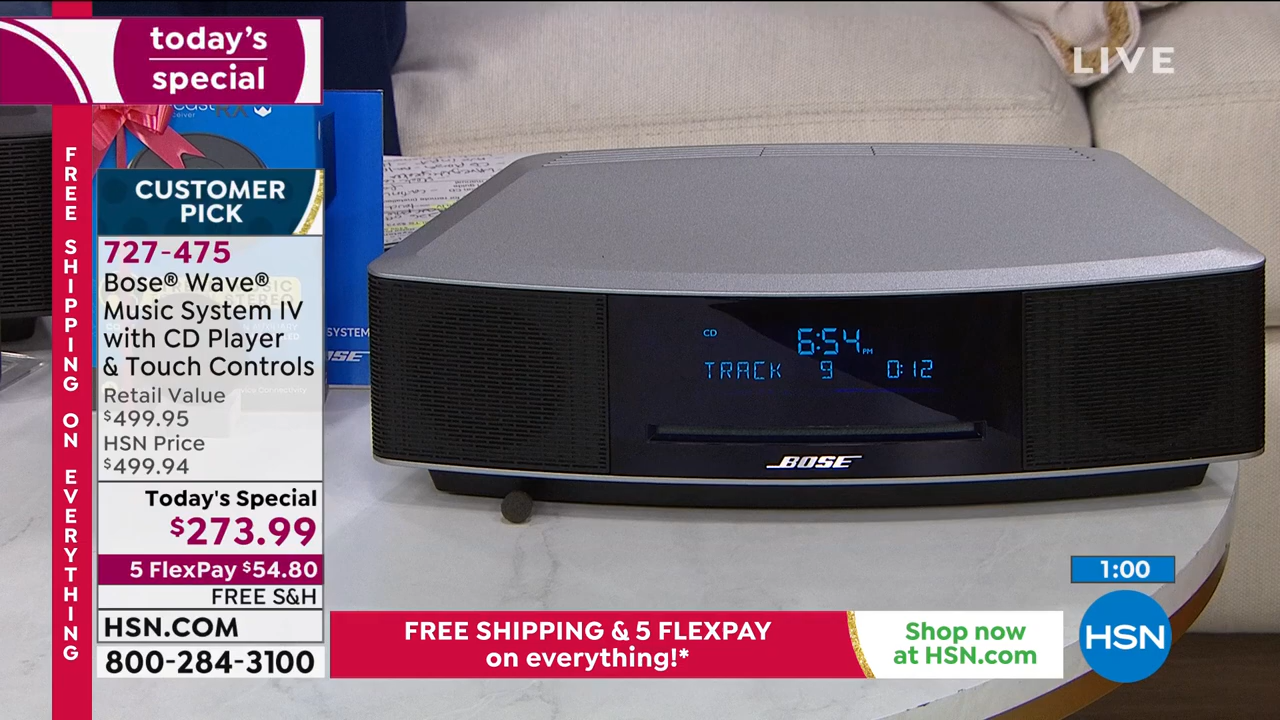 today's
special
LIVE
FREE SHIPPING ON EVERYTHING
CUSTOMER
PICK
727-475
Bose® Wave®
Music System IV
with CD Player
& Touch Controls
Retail Value
$499.95
HSN Price
$499.94
Today's Special
$273.99
5 FlexPay $54.80
FREE S&H
HSN.COM
800-284-3100
SYSTEM
CD
6:54 PM
TRACK 9 0:12
BOSE
1:00
FREE SHIPPING & 5 FLEXPAY
on everything!*
Shop now
at HSN.com
HSN